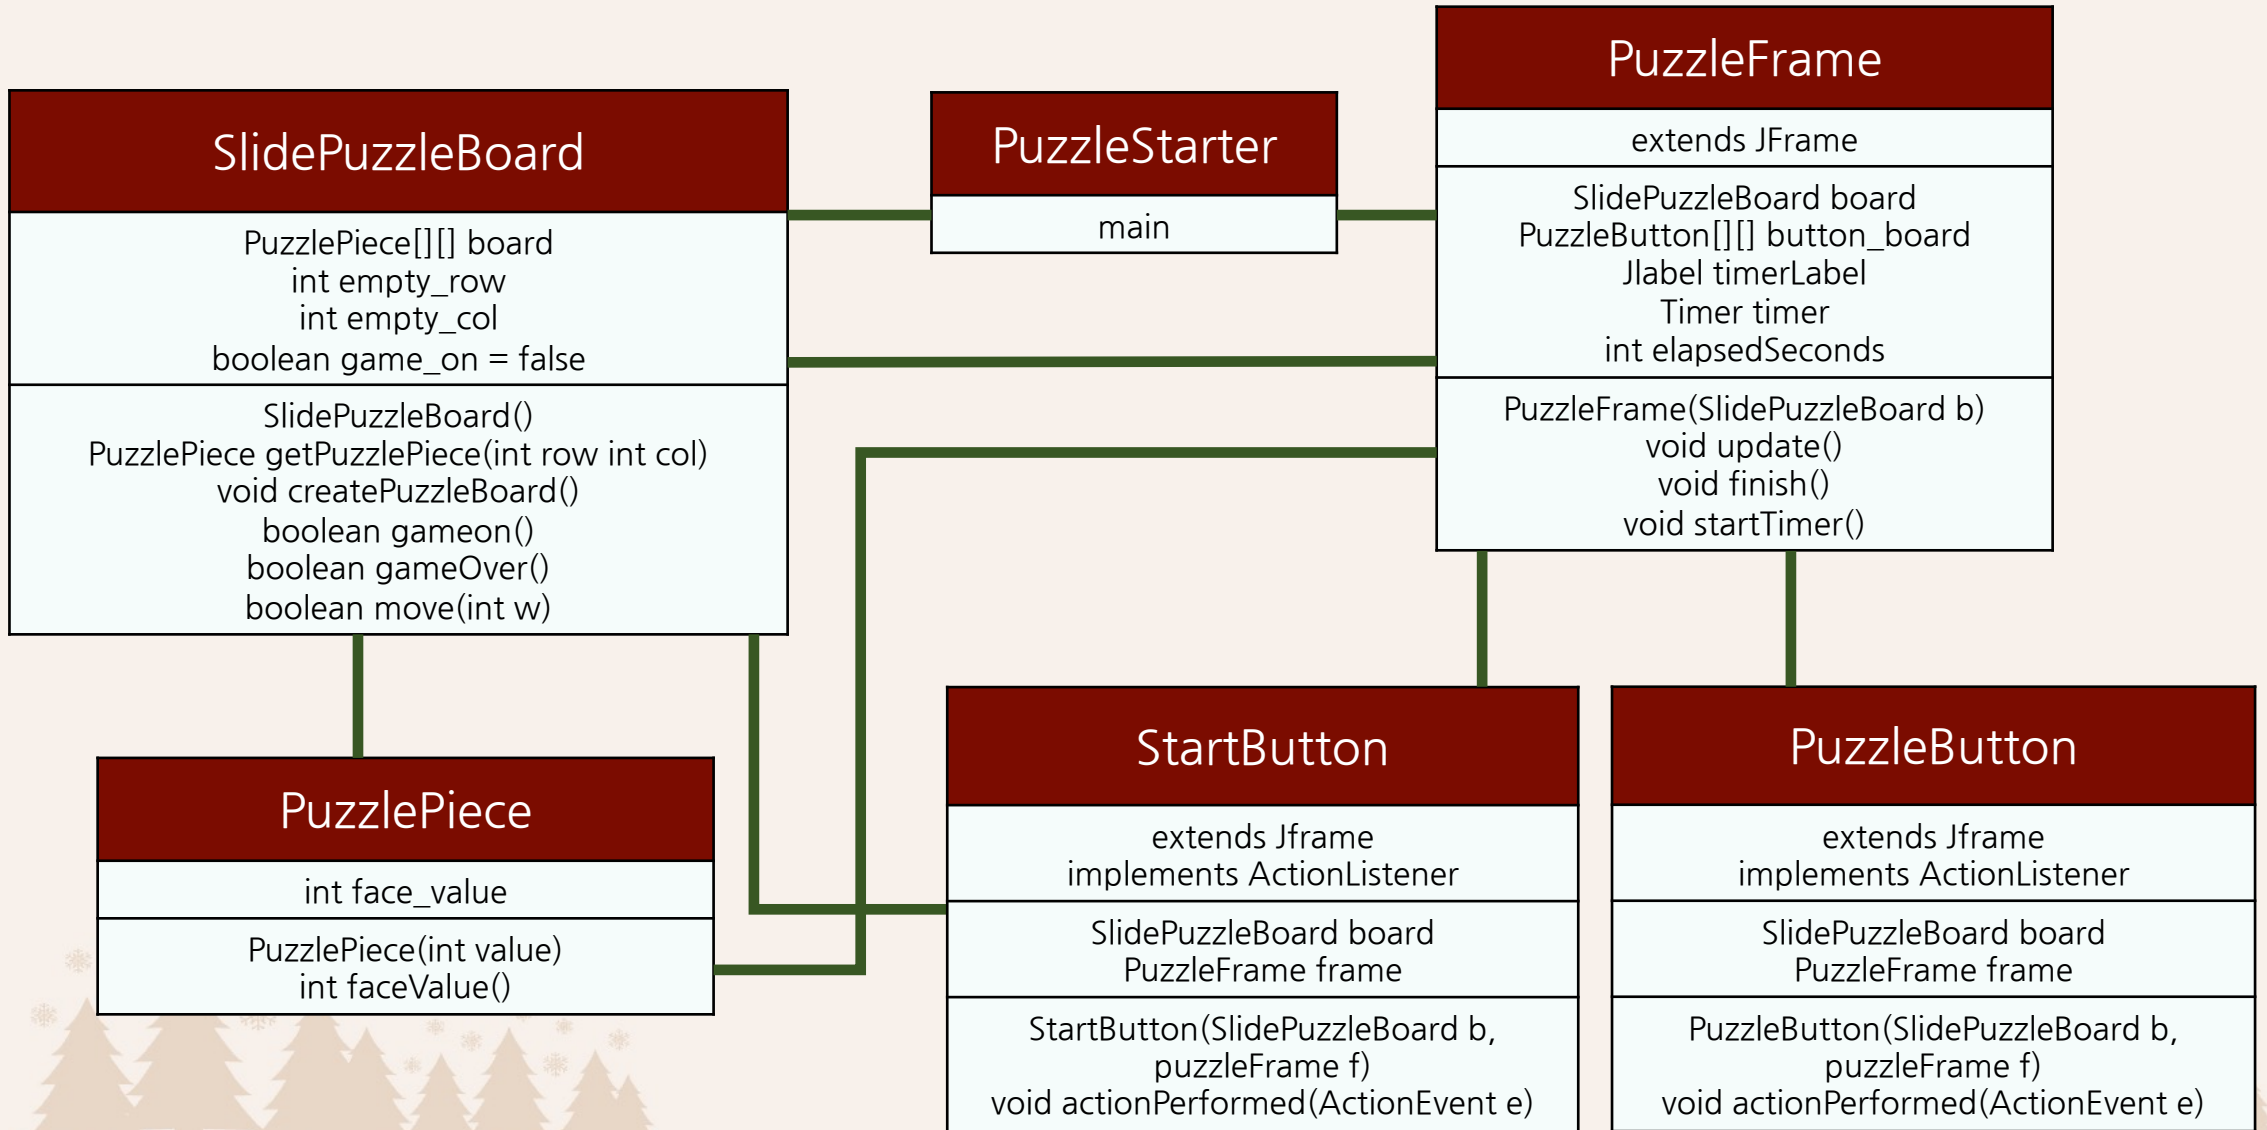 SlidePuzzleBoard
PuzzlePiece[][] board
int empty_row
int empty_col
boolean game_on = false
SlidePuzzleBoard()
PuzzlePiece getPuzzlePiece(int row int col)
void createPuzzleBoard()
boolean gameon()
boolean gameOver()
boolean move(int w)
PuzzleStarter
main
PuzzleFrame
extends JFrame
SlidePuzzleBoard board
PuzzleButton[][] button_board
Jlabel timerLabel
Timer timer
int elapsedSeconds
PuzzleFrame(SlidePuzzleBoard b)
void update()
void finish()
void startTimer()
PuzzlePiece
int face_value
PuzzlePiece(int value)
int faceValue()
StartButton
extends Jframe
implements ActionListener
SlidePuzzleBoard board
PuzzleFrame frame
StartButton(SlidePuzzleBoard b,
puzzleFrame f)
void actionPerformed(ActionEvent e)
PuzzleButton
extends Jframe
implements ActionListener
SlidePuzzleBoard board
PuzzleFrame frame
PuzzleButton(SlidePuzzleBoard b,
puzzleFrame f)
void actionPerformed(ActionEvent e)